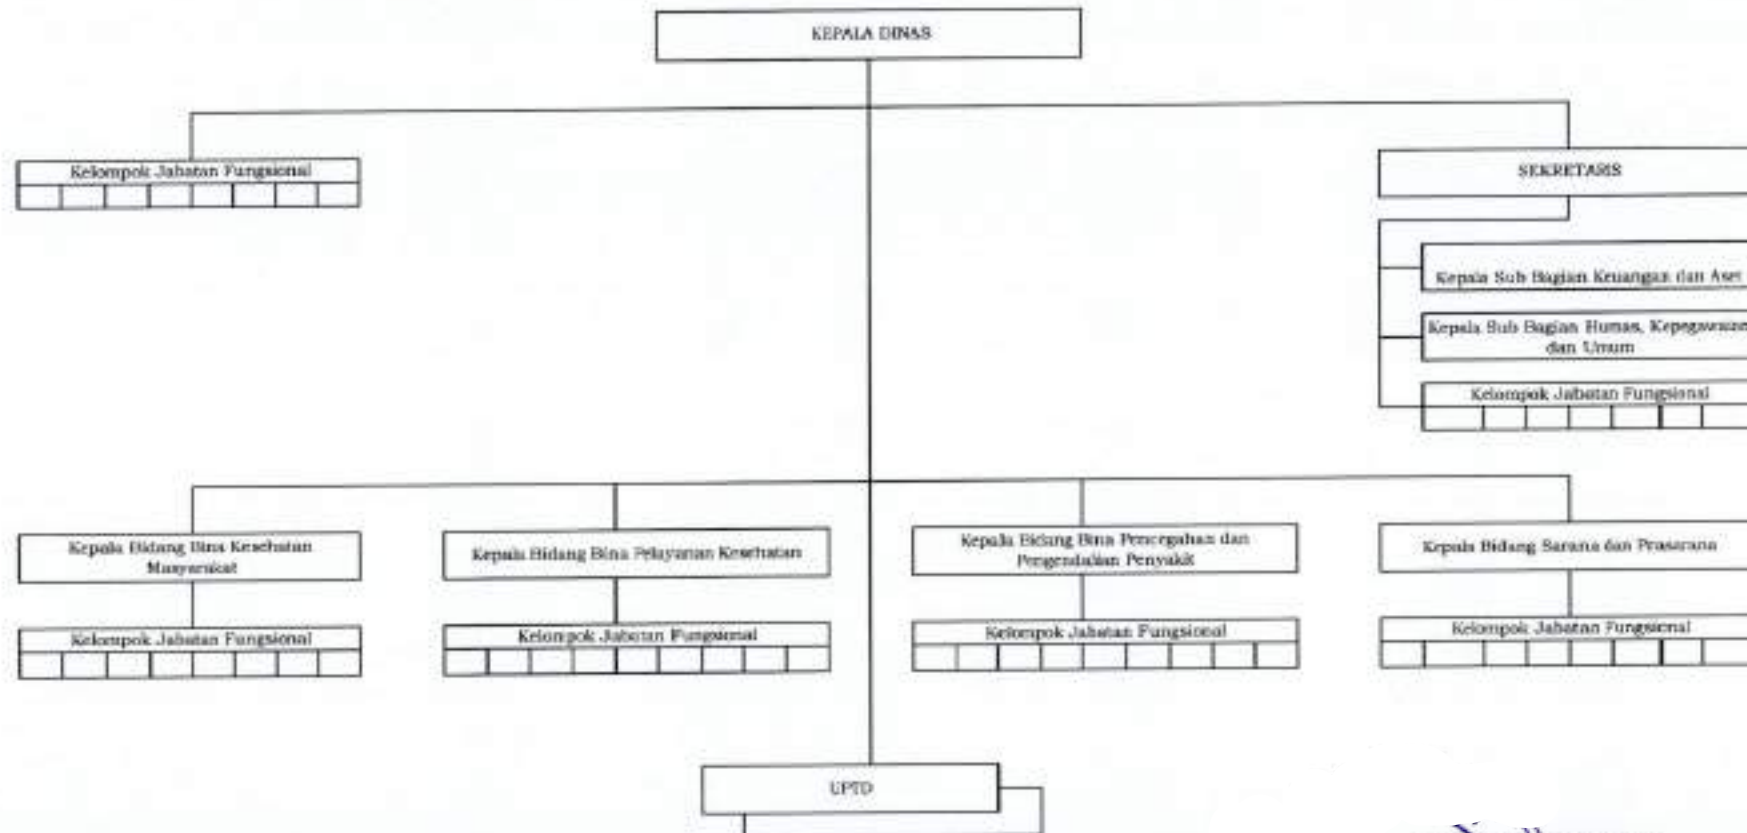 KEPALA DINAS
Kelompok Jabatan Fungsional
SEKRETARIS
Kepala Sub Bagian Keuangan dan Aset
Kepala Sub Bagian Humas, Kepegawaian
dan Umum
Kelompok Jabatan Fungsional
Kepala Bidang Bina Kesehatan
Masyarakat
Kepala Bidang Bina Pelayanan Kesehatan
Kepala Bidang Bina Pencegahan dan
Pengendalian Penyakit
Kepala Bidang Sarana dan Prasarana
Kelompok Jabatan Fungsional
Kelompok Jabatan Fungsional
Kelompok Jabatan Fungsional
Kelompok Jabatan Fungsional
UPTD